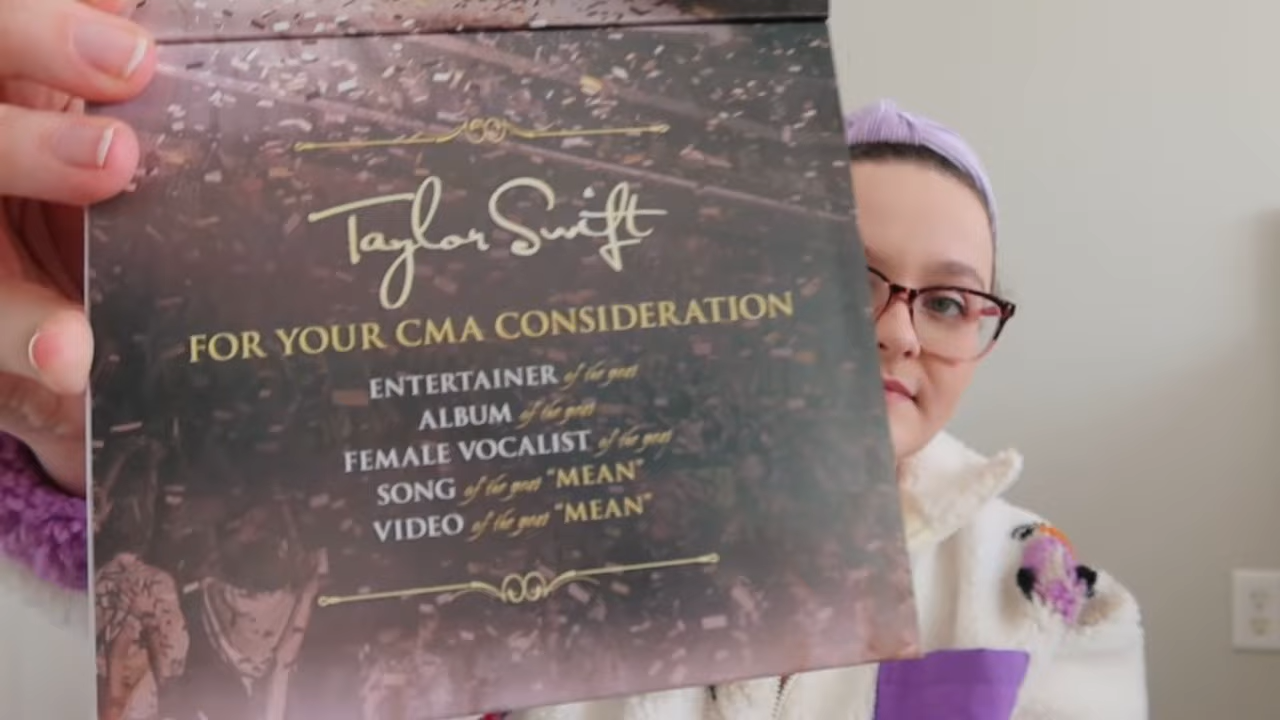 Taylor Swift
FOR YOUR CMA CONSIDERATION
ENTERTAINER of the year
ALBUM of the year
FEMALE VOCALIST of the year
SONG of the year "MEAN"
VIDEO of the year "MEAN"